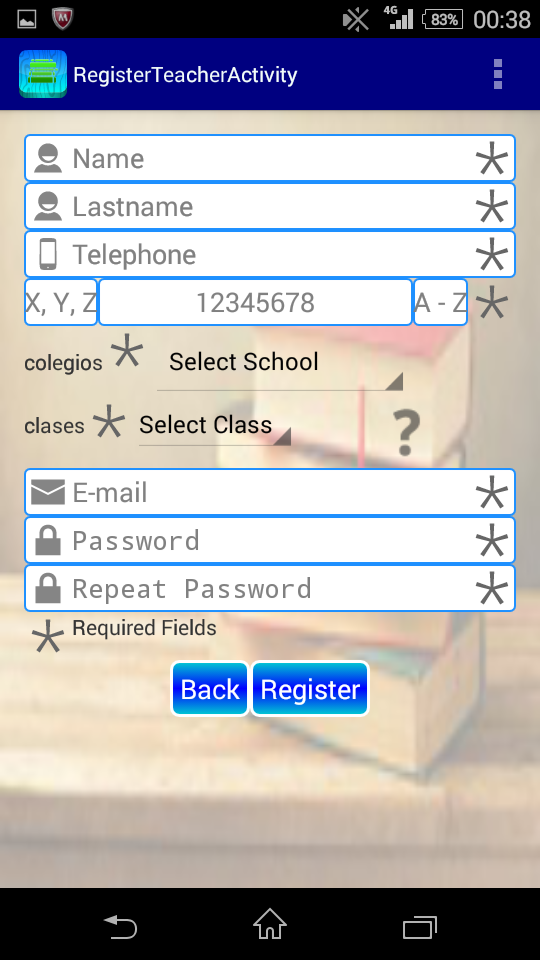 4G 83% 00:38
RegisterTeacherActivity
Name
Lastname
Telephone
X, Y, Z 12345678 A - Z
colegios Select School
clases Select Class ?
E-mail
Password
Repeat Password
Required Fields
Back Register